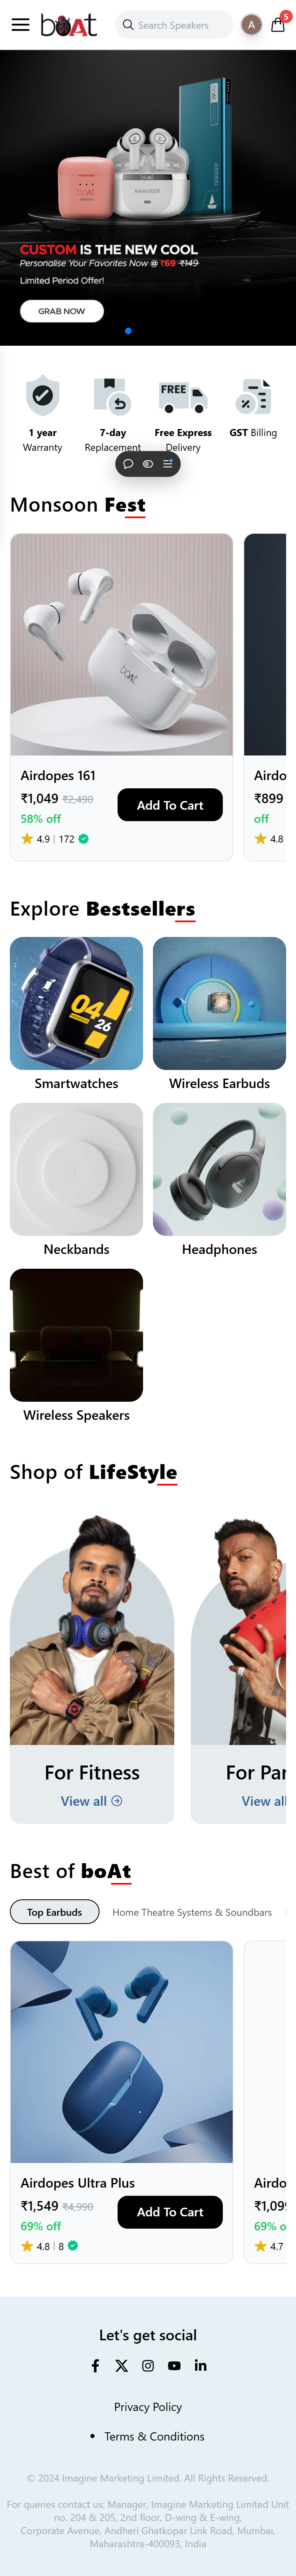 boAt
Search Speakers
A
5
CUSTOM IS THE NEW COOL
Personalise Your Favorites Now @ ₹69 ₹149
Limited Period Offer!
GRAB NOW
1 year
Warranty
7-day
Replacement
FREE
Free Express
Delivery
GST Billing
Monsoon Fest
boAt
Airdopes 161
₹1,049 ₹2,490
58% off
4.9 | 172
Add To Cart
Airdo
₹899
off
4.8
Explore Bestsellers
04
26
Smartwatches
Wireless Earbuds
Neckbands
Headphones
Wireless Speakers
Shop of LifeStyle
For Fitness
View all
For Par
View all
Best of boAt
Top Earbuds
Home Theatre Systems & Soundbars
Airdopes Ultra Plus
₹1,549 ₹4,990
69% off
4.8 | 8
Add To Cart
Airdo
₹1,099
69% o
4.7
Let's get social
Privacy Policy
• Terms & Conditions
© 2024 Imagine Marketing Limited. All Rights Reserved.
For queries contact us: Manager, Imagine Marketing Limited Unit
no. 204 & 205, 2nd floor, D-wing & E-wing,
Corporate Avenue, Andheri Ghatkopar Link Road, Mumbai,
Maharashtra-400093, India